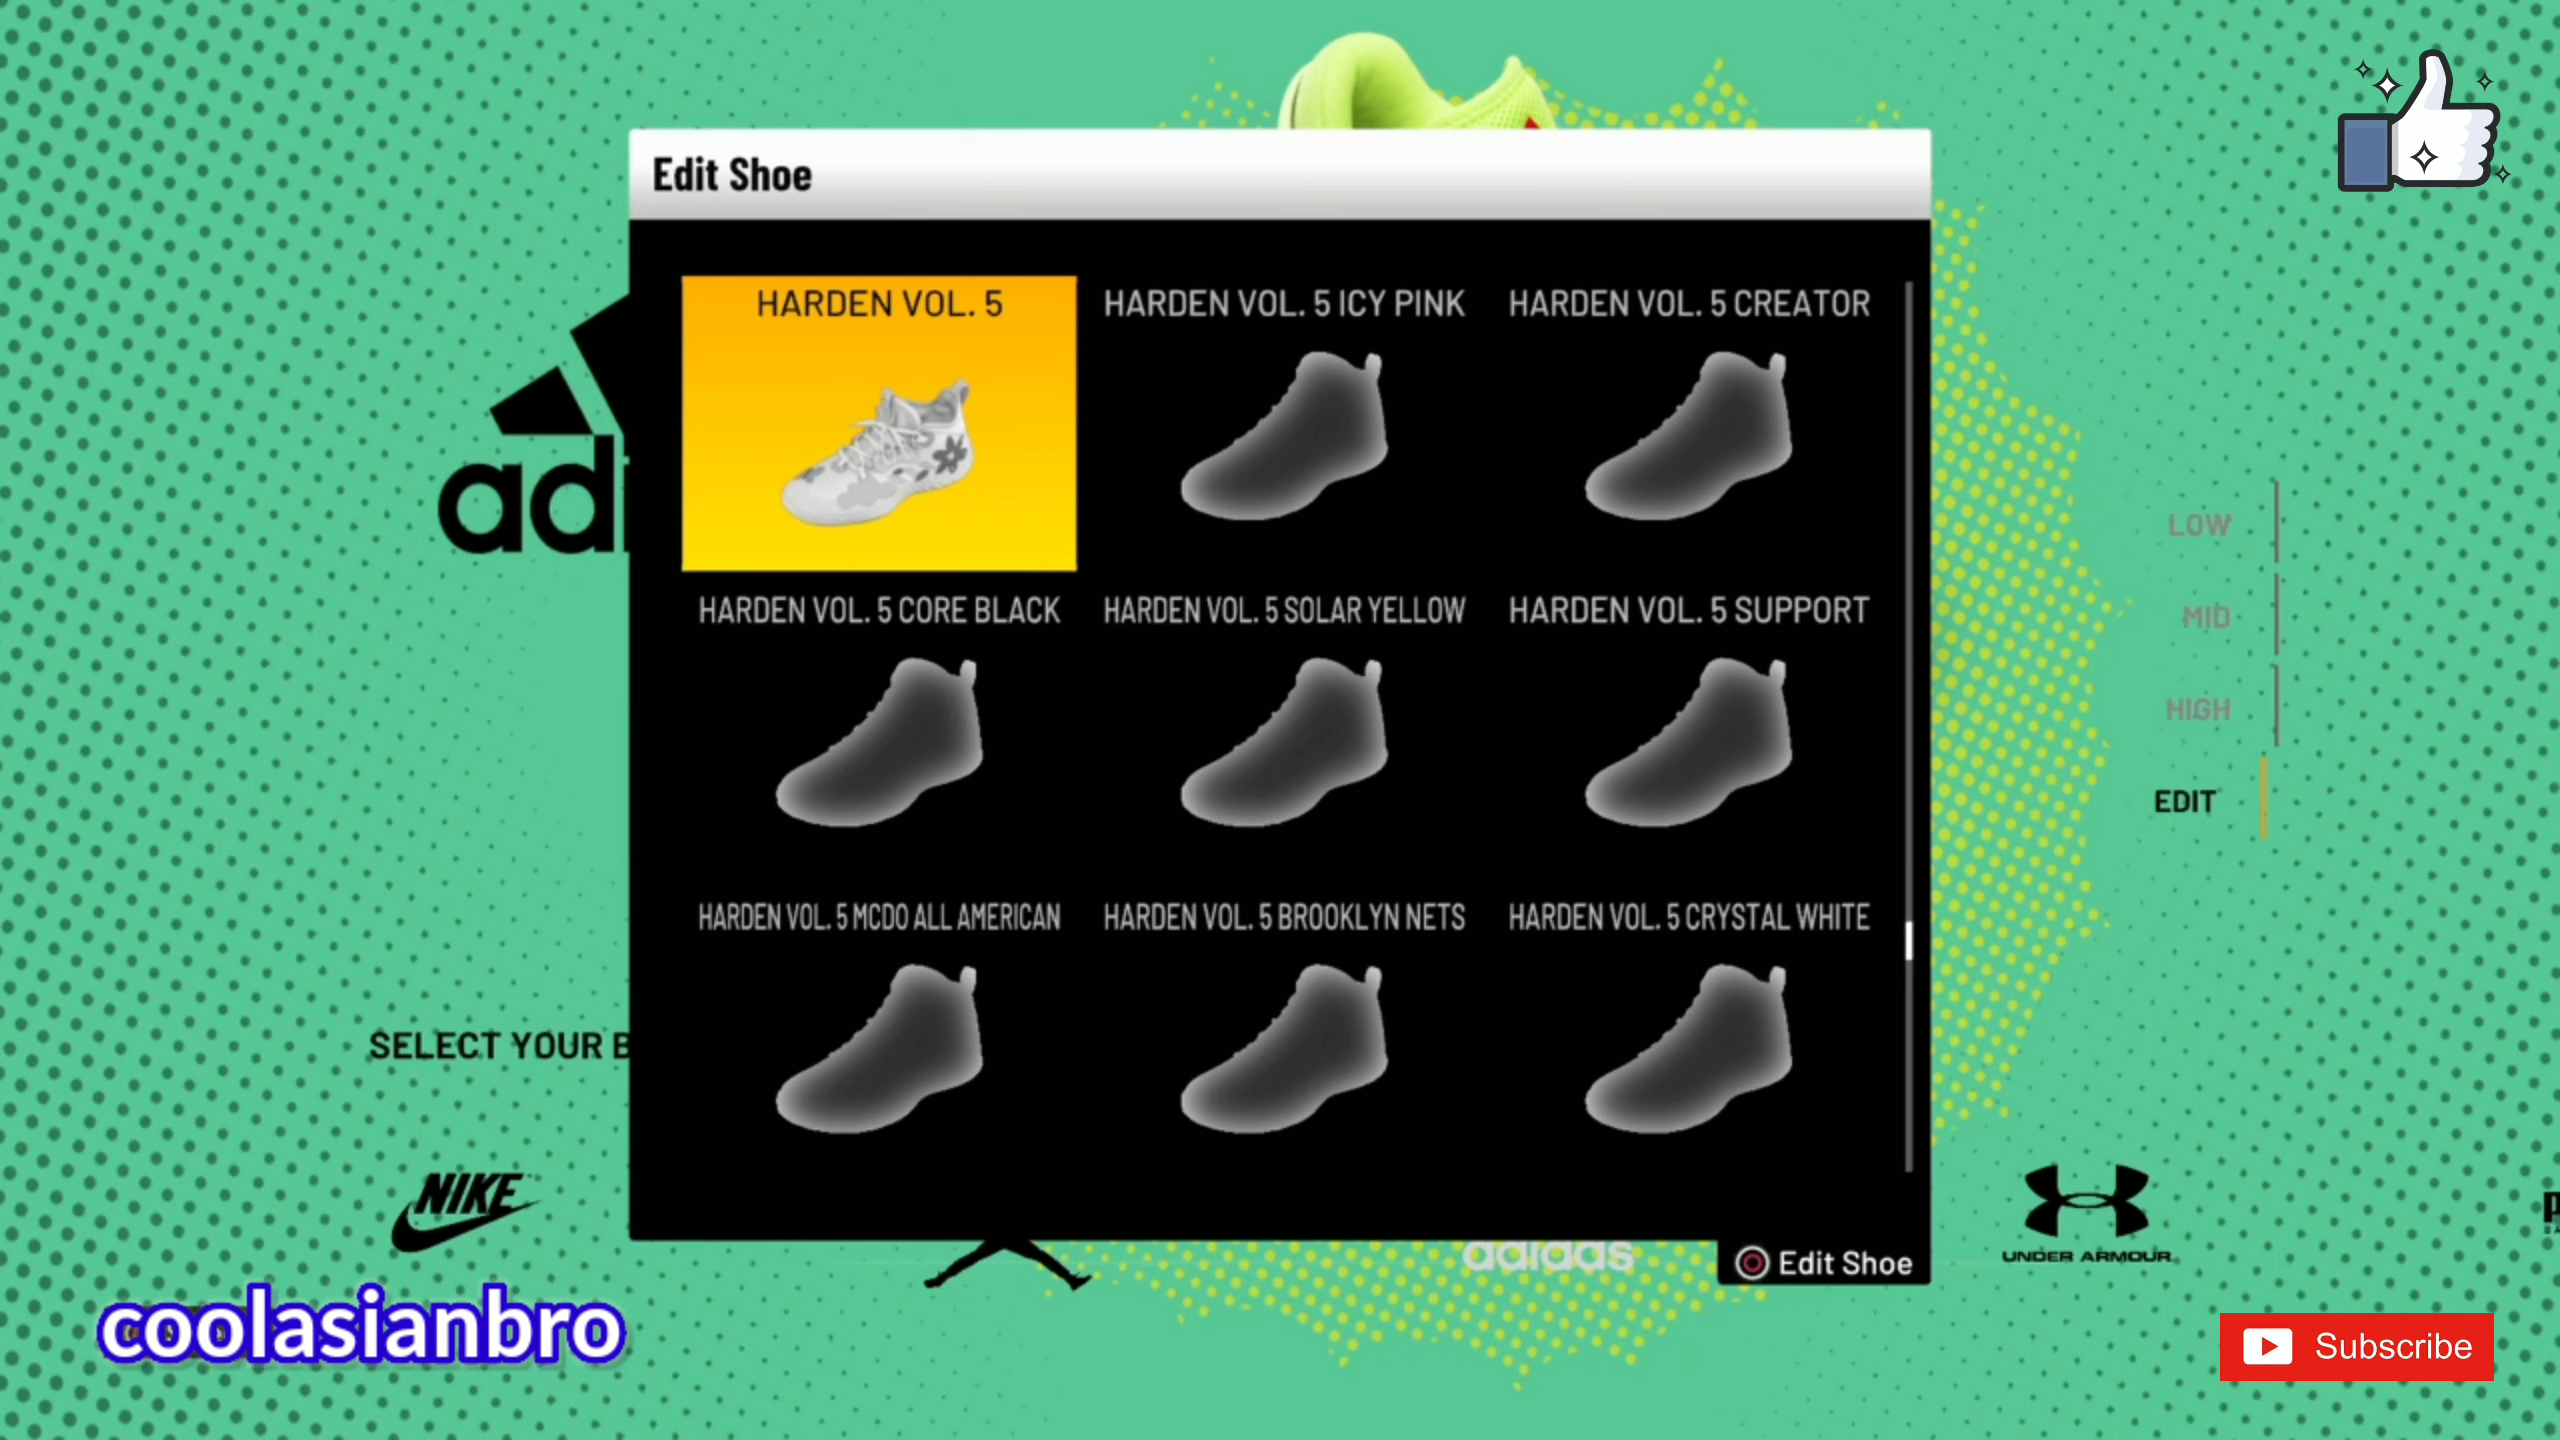 Edit Shoe
HARDEN VOL. 5
HARDEN VOL. 5 ICY PINK
HARDEN VOL. 5 CREATOR
HARDEN VOL. 5 CORE BLACK
HARDEN VOL. 5 SOLAR YELLOW
HARDEN VOL. 5 SUPPORT
HARDEN VOL. 5 MCDO ALL AMERICAN
HARDEN VOL. 5 BROOKLYN NETS
HARDEN VOL. 5 CRYSTAL WHITE
adi
LOW
MID
HIGH
EDIT
SELECT YOUR B
NIKE
adidas
Edit Shoe
UNDER ARMOUR
coolasianbro
Subscribe